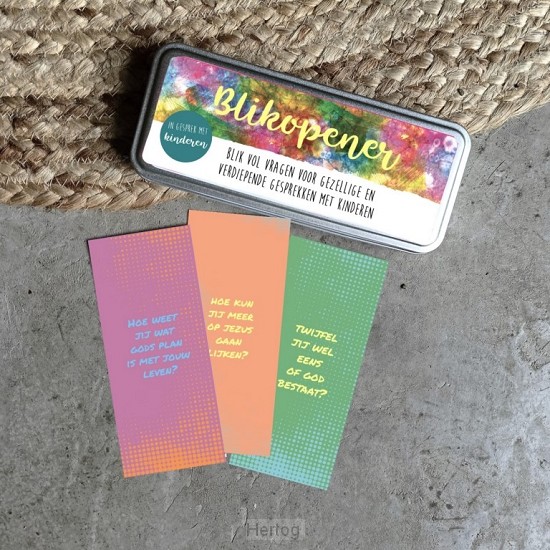 Blikopener
IN GESPREK MET
kinderen
BLIK VOL VRAGEN VOOR GEZELLIGE EN
VERDIEPENDE GESPREKKEN MET KINDEREN
HOE WEET
JIJ WAT
GODS PLAN
IS MET JOUW
LEVEN?
HOE KUN
JIJ MEER
OP JEZUS
GAAN
LIJKEN?
TWIJFEL
JIJ WEL
EENS
OF GOD
BESTAAT?
Hertog